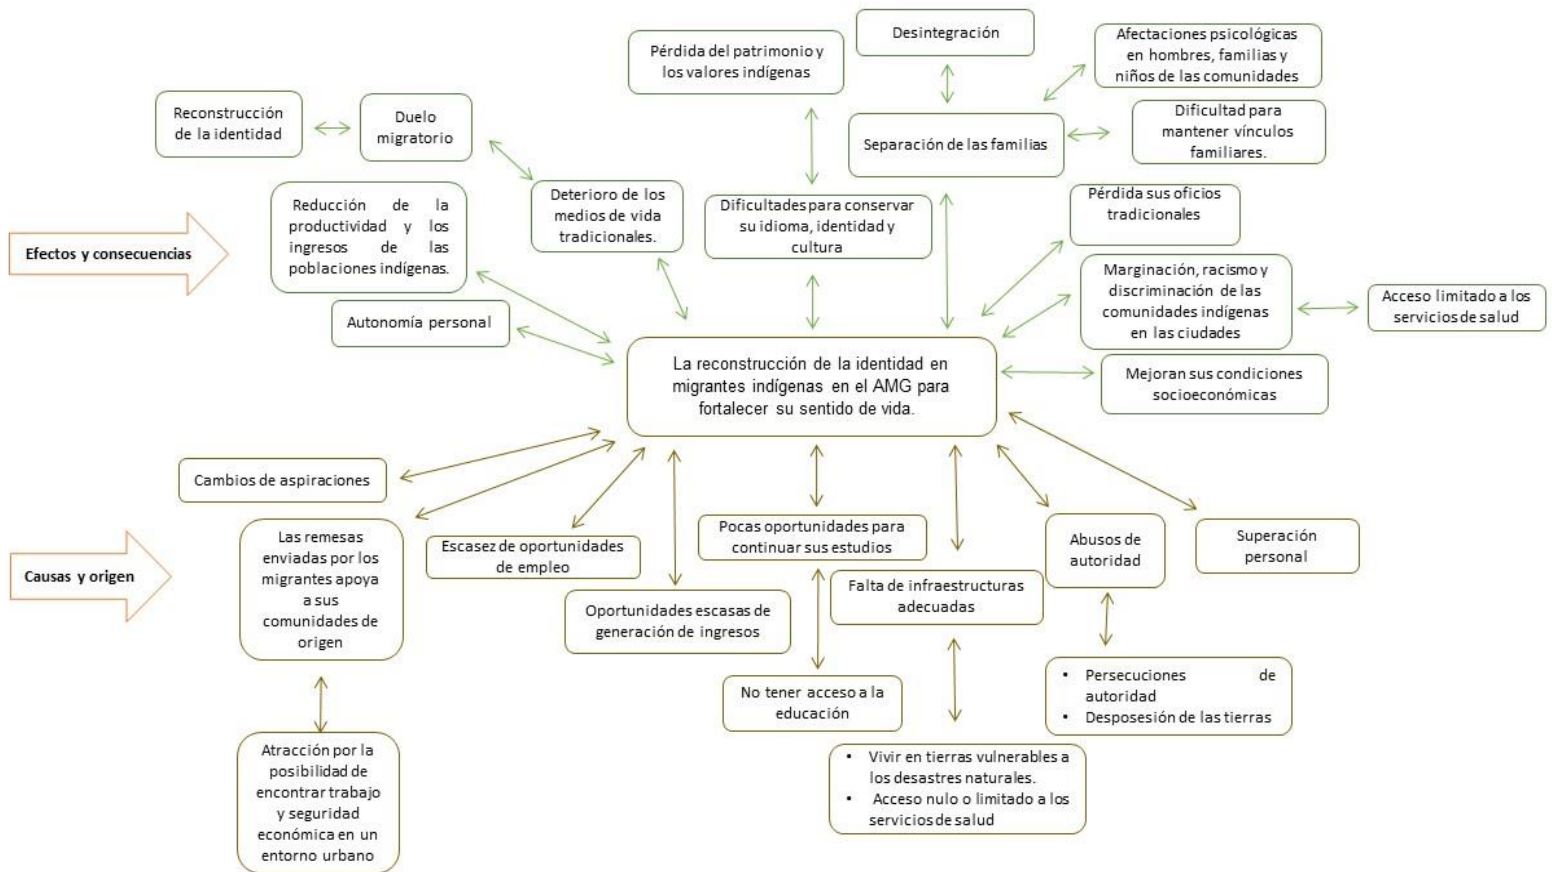 Desintegración
Afectaciones psicológicas
en hombres, familias y
niños de las comunidades
Pérdida del patrimonio y
los valores indígenas
Reconstrucción
de la identidad
Duelo
migratorio
Separación de las familias
Dificultad para
mantener vínculos
familiares.
Reducción de la
productividad y los
ingresos de las
poblaciones indígenas.
Deterioro de los
medios de vida
tradicionales.
Dificultades para conservar
su idioma, identidad y
cultura
Pérdida sus oficios
tradicionales
Efectos y consecuencias
Marginación, racismo y
discriminación de las
comunidades indígenas
en las ciudades
Acceso limitado a los
servicios de salud
Autonomía personal
La reconstrucción de la identidad en
migrantes indígenas en el AMG para
fortalecer su sentido de vida.
Mejoran sus condiciones
socioeconómicas
Cambios de aspiraciones
Causas y origen
Las remesas
enviadas por los
migrantes apoya
a sus
comunidades de
origen
Escasez de oportunidades
de empleo
Pocas oportunidades para
continuar sus estudios
Abusos de
autoridad
Superación
personal
Oportunidades escasas de
generación de ingresos
Falta de infraestructuras
adecuadas
No tener acceso a la
educación
• Persecuciones de
autoridad
• Desposesión de las tierras
Atracción por la
posibilidad de
encontrar trabajo
y seguridad
económica en un
entorno urbano
• Vivir en tierras vulnerables a
los desastres naturales.
• Acceso nulo o limitado a los
servicios de salud